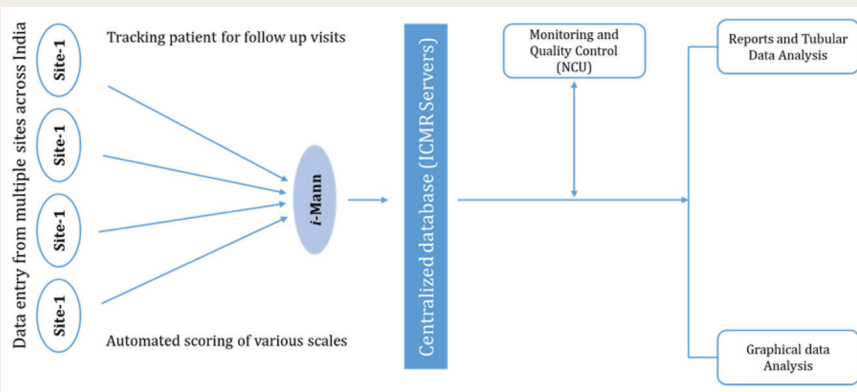 Data entry from multiple sites across India
Site-1
Site-1
Site-1
Site-1
Tracking patient for follow up visits
Automated scoring of various scales
i-Mann
Centralized database (ICMR Servers)
Monitoring and
Quality Control
(NCU)
Reports and Tubular
Data Analysis
Graphical data
Analysis